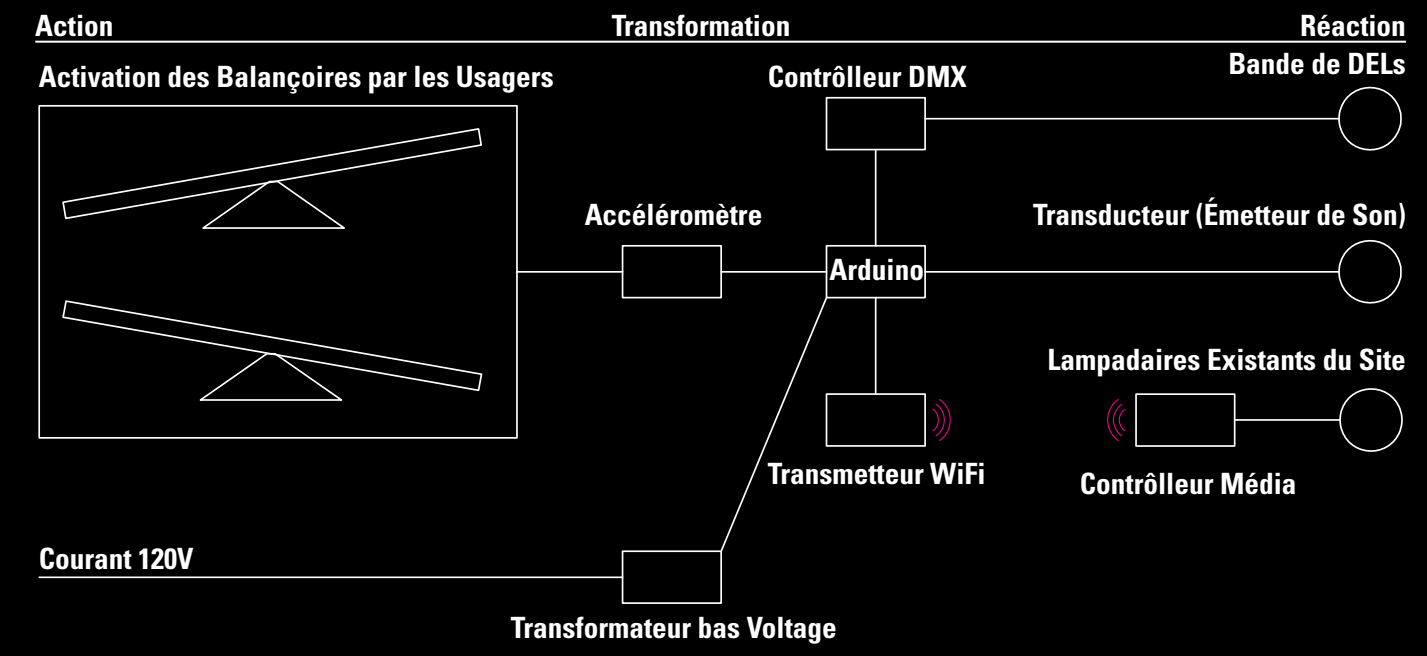 Action
Transformation
Réaction
Activation des Balançoires par les Usagers
Contrôlleur DMX
Bande de DELs
Accéléromètre
Transducteur (Émetteur de Son)
Arduino
Lampadaires Existants du Site
Transmetteur WiFi
Contrôlleur Média
Courant 120V
Transformateur bas Voltage